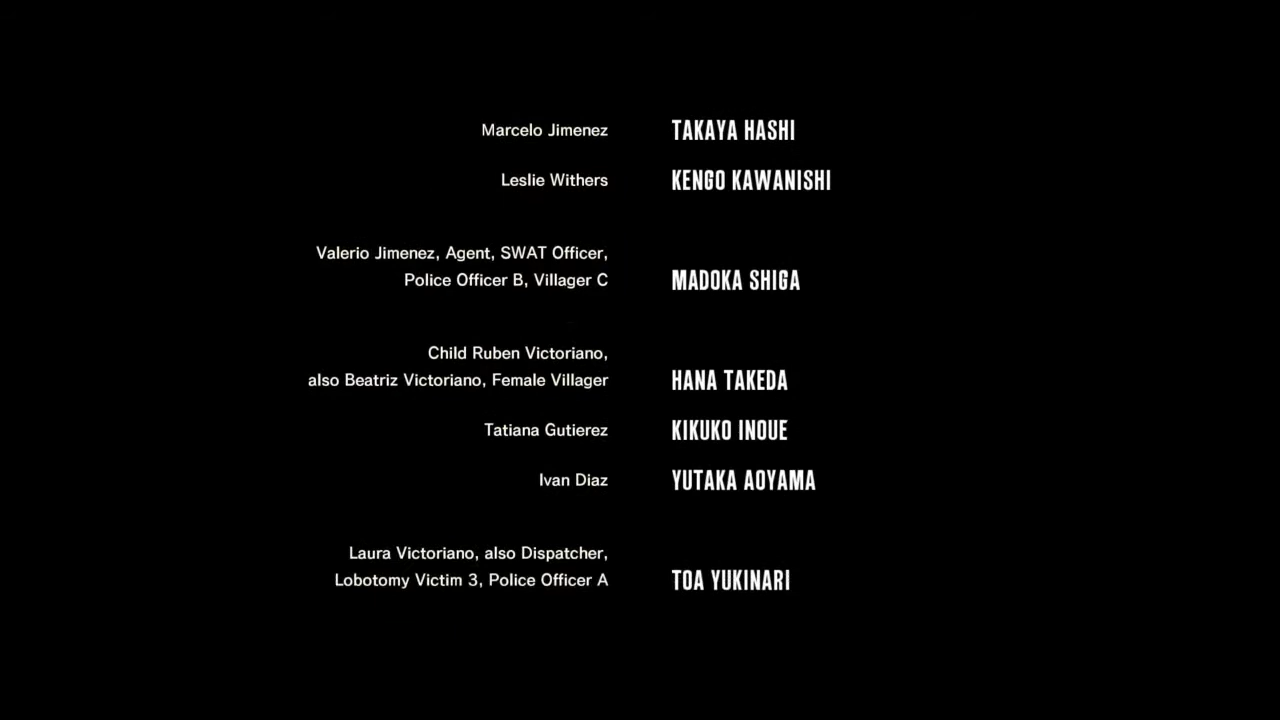 Marcelo Jimenez TAKAYA HASHI
Leslie Withers KENGO KAWANISHI
Valerio Jimenez, Agent, SWAT Officer,
Police Officer B, Villager C MADOKA SHIGA
Child Ruben Victoriano,
also Beatriz Victoriano, Female Villager HANA TAKEDA
Tatiana Gutierez KIKUKO INOUE
Ivan Diaz YUTAKA AOYAMA
Laura Victoriano, also Dispatcher,
Lobotomy Victim 3, Police Officer A TOA YUKINARI